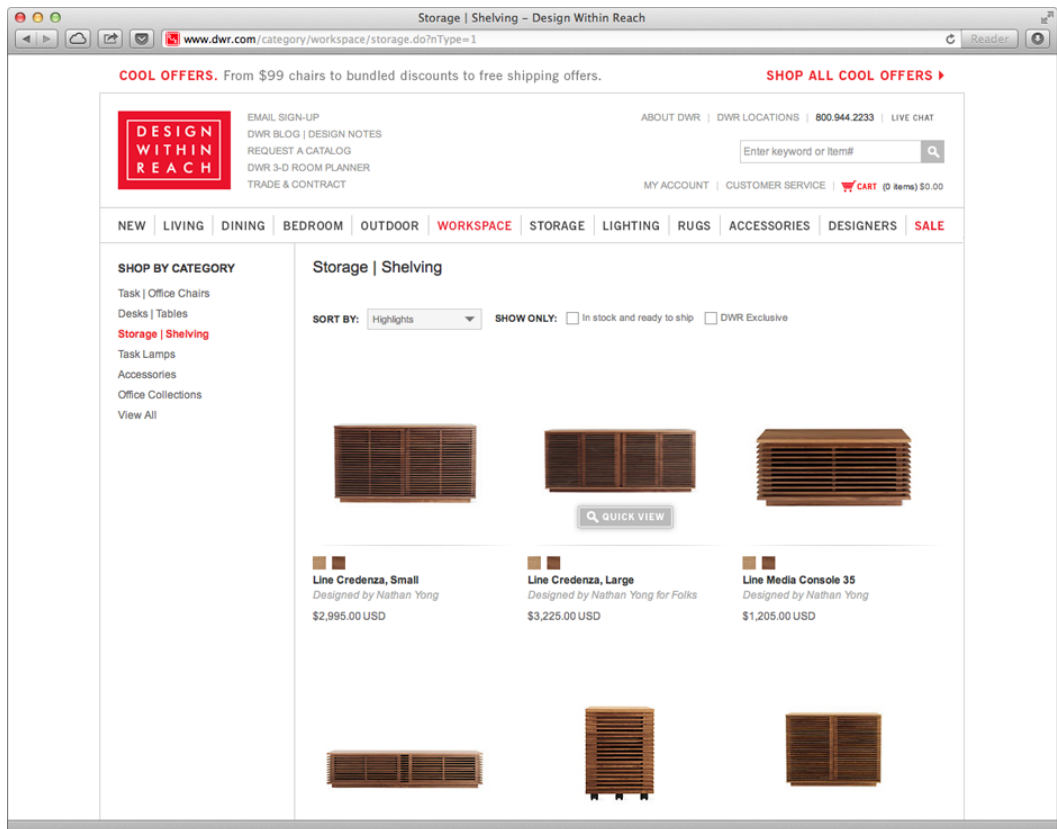 Storage | Shelving – Design Within Reach
www.dwr.com/category/workspace/storage.do?nType=1
Reader
COOL OFFERS. From $99 chairs to bundled discounts to free shipping offers.
SHOP ALL COOL OFFERS
DESIGN
WITHIN
REACH
EMAIL SIGN-UP
DWR BLOG | DESIGN NOTES
REQUEST A CATALOG
DWR 3-D ROOM PLANNER
TRADE & CONTRACT
ABOUT DWR | DWR LOCATIONS | 800.944.2233 | LIVE CHAT
Enter keyword or Item#
MY ACCOUNT | CUSTOMER SERVICE | CART (0 items) $0.00
NEW LIVING DINING BEDROOM OUTDOOR WORKSPACE STORAGE LIGHTING RUGS ACCESSORIES DESIGNERS SALE
SHOP BY CATEGORY
Task | Office Chairs
Desks | Tables
Storage | Shelving
Task Lamps
Accessories
Office Collections
View All
Storage | Shelving
SORT BY: Highlights SHOW ONLY: In stock and ready to ship DWR Exclusive
QUICK VIEW
Line Credenza, Small
Designed by Nathan Yong
$2,995.00 USD
Line Credenza, Large
Designed by Nathan Yong for Folks
$3,225.00 USD
Line Media Console 35
Designed by Nathan Yong
$1,205.00 USD